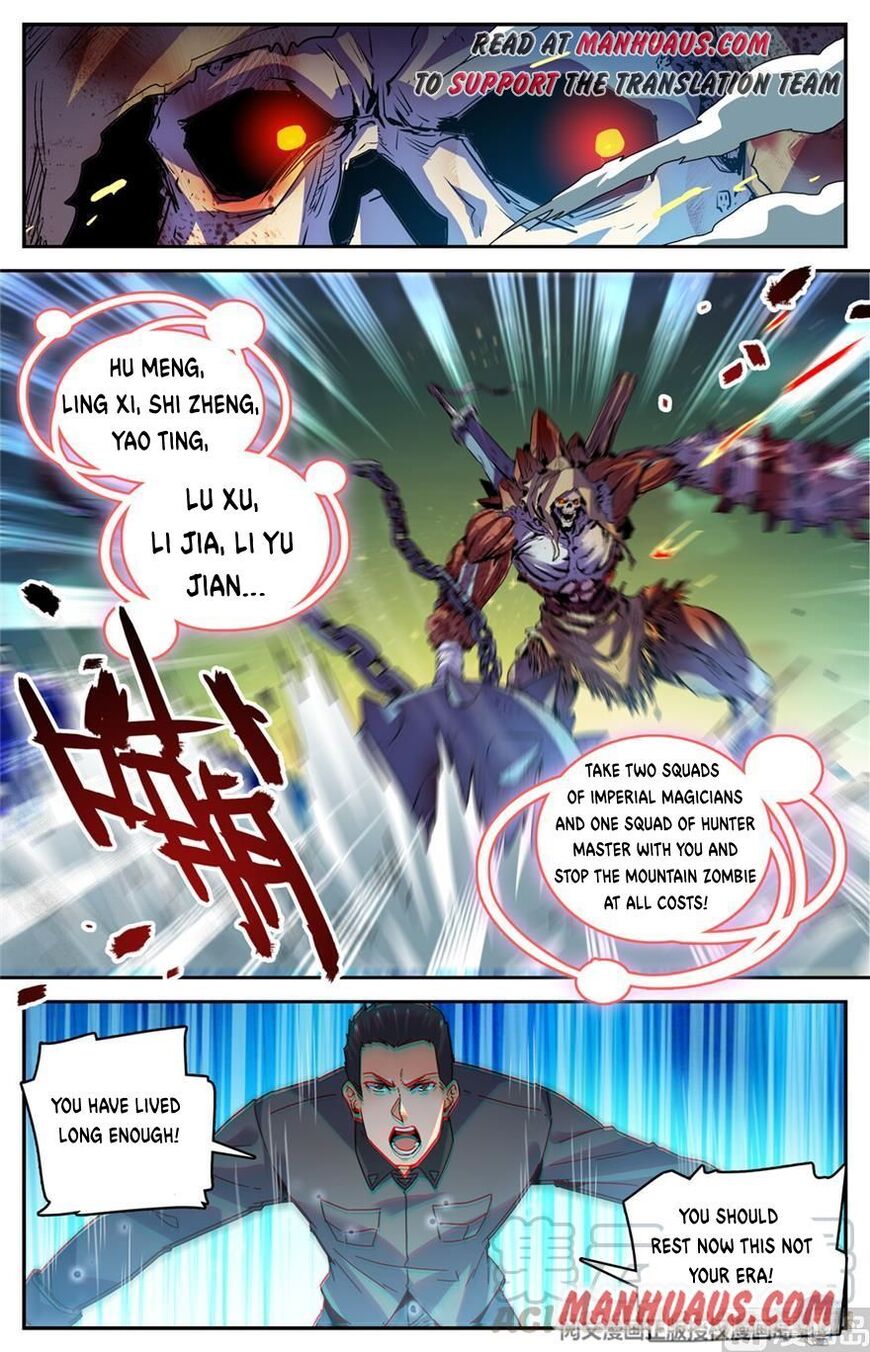 READ AT MANHUAUS.COM
TO SUPPORT THE TRANSLATION TEAM
HU MENG,
LING XI, SHI ZHENG,
YAO TING,
LU XU,
LI JIA, LI YU
JIAN...
TAKE TWO SQUADS
OF IMPERIAL MAGICIANS
AND ONE SQUAD OF HUNTER
MASTER WITH YOU AND
STOP THE MOUNTAIN ZOMBIE
AT ALL COSTS!
YOU HAVE LIVED
LONG ENOUGH!
YOU SHOULD
REST NOW THIS NOT
YOUR ERA!
MANHUAUS.COM